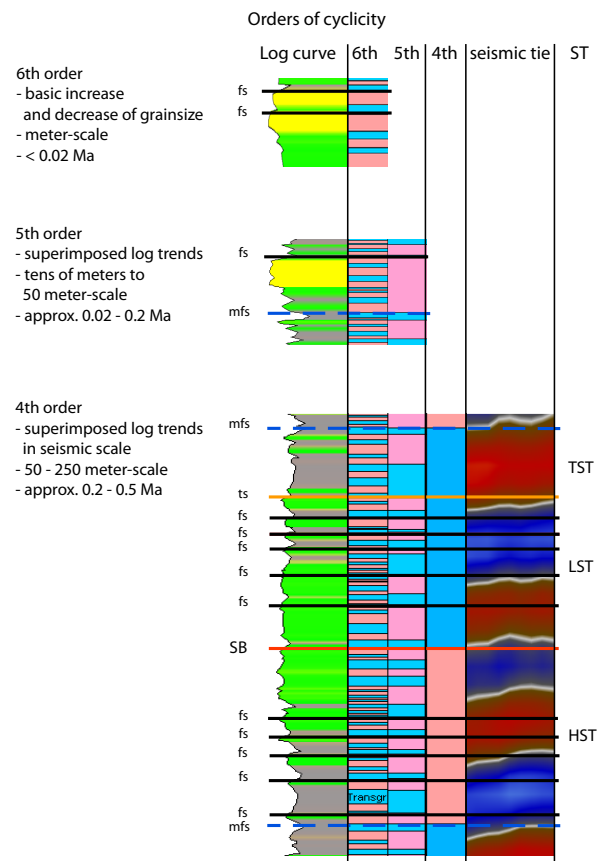 Orders of cyclicity
Log curve 6th 5th 4th seismic tie ST
6th order
- basic increase
and decrease of grainsize
- meter-scale
- < 0.02 Ma
fs
fs
5th order
- superimposed log trends
- tens of meters to
50 meter-scale
- approx. 0.02 - 0.2 Ma
fs
mfs
4th order
- superimposed log trends
in seismic scale
- 50 - 250 meter-scale
- approx. 0.2 - 0.5 Ma
mfs
TST
ts
fs
fs
fs
LST
fs
fs
SB
fs
fs
HST
fs
fs
Transgr
fs
mfs